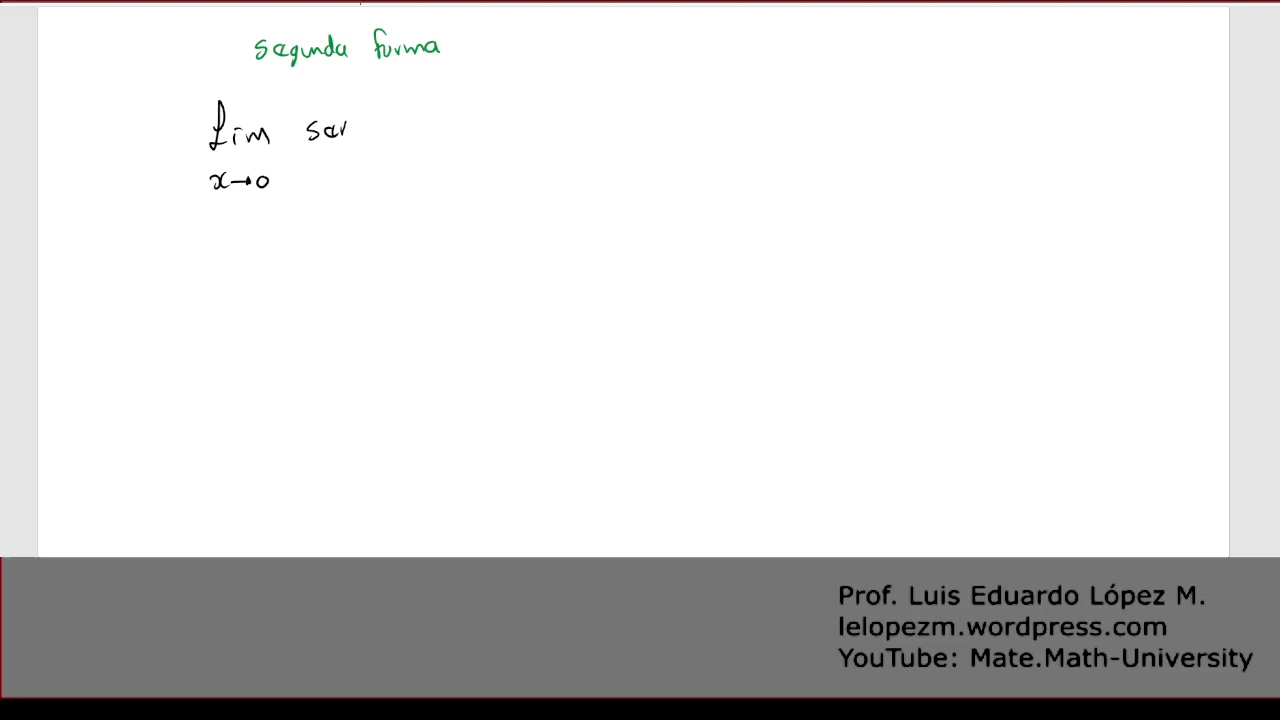 segunda forma
Lim sen
x→0
Prof. Luis Eduardo López M.
lelopezm.wordpress.com
YouTube: Mate.Math-University